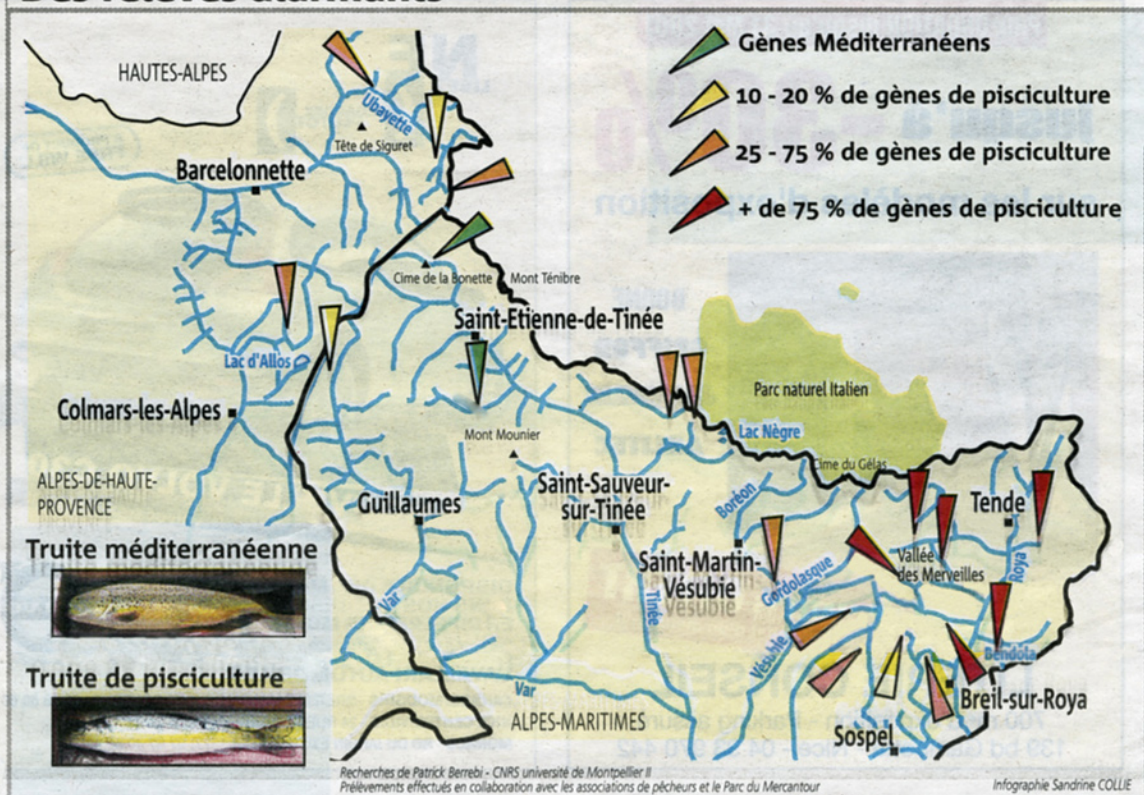 Des relevés alarmants
Gènes Méditerranéens
10 - 20 % de gènes de pisciculture
25 - 75 % de gènes de pisciculture
+ de 75 % de gènes de pisciculture
HAUTES-ALPES
Ubayette
Tête de Siguret
Barcelonnette
Cime de la Bonette
Mont Ténibre
Saint-Etienne-de-Tinée
Lac d'Allos
Parc naturel Italien
Colmars-les-Alpes
Mont Mounier
Lac Nègre
Cime du Gélas
ALPES-DE-HAUTE-
PROVENCE
Guillaumes
Saint-Sauveur-
sur-Tinée
Boréon
Tende
Saint-Martin-
Vésubie
Gordolasque
Vallée
des Merveilles
Roya
Truite méditerranéenne
Var
Tinée
Vésubie
Bendola
Truite de pisciculture
Var
ALPES-MARITIMES
Breil-sur-Roya
Sospel
Recherches de Patrick Berrebi - CNRS université de Montpellier II
Prélèvements effectués en collaboration avec les associations de pêcheurs et le Parc du Mercantour
Infographie Sandrine COLLIE